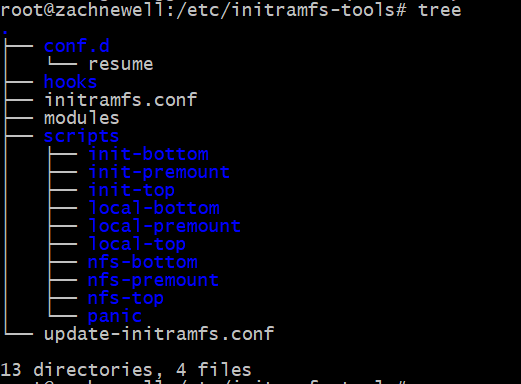 root@zachnewell:/etc/initramfs-tools# tree
.
├── conf.d
│   └── resume
├── hooks
├── initramfs.conf
├── modules
├── scripts
│   ├── init-bottom
│   ├── init-premount
│   ├── init-top
│   ├── local-bottom
│   ├── local-premount
│   ├── local-top
│   ├── nfs-bottom
│   ├── nfs-premount
│   ├── nfs-top
│   └── panic
└── update-initramfs.conf

13 directories, 4 files